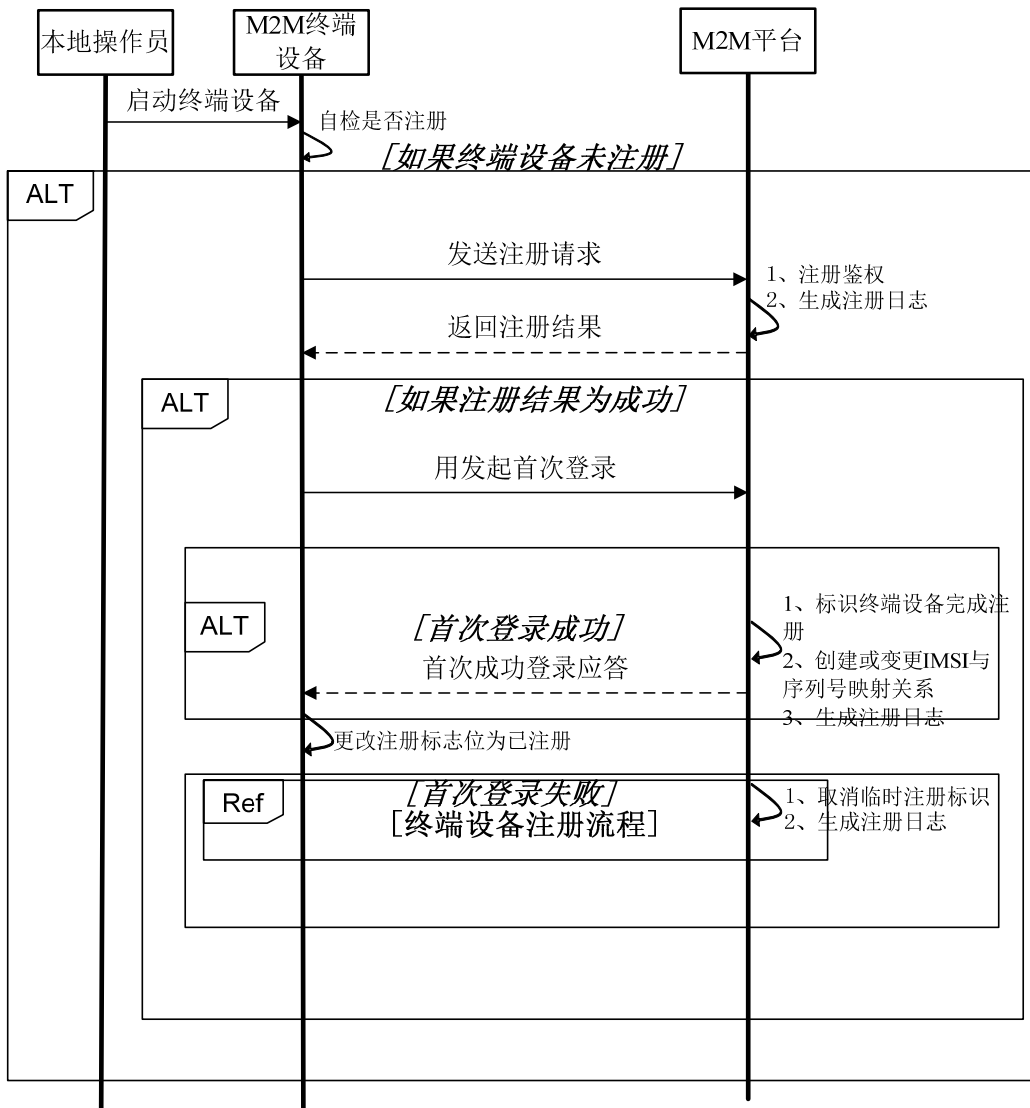 本地操作员
M2M终端
设备
M2M平台
启动终端设备
自检是否注册
[如果终端设备未注册]
ALT
发送注册请求
1、注册鉴权
2、生成注册日志
返回注册结果
ALT
[如果注册结果为成功]
用发起首次登录
ALT
[首次登录成功]
首次成功登录应答
1、标识终端设备完成注
册
2、创建或变更IMSI与
序列号映射关系
3、生成注册日志
更改注册标志位为已注册
Ref
[首次登录失败]
[终端设备注册流程]
1、取消临时注册标识
2、生成注册日志